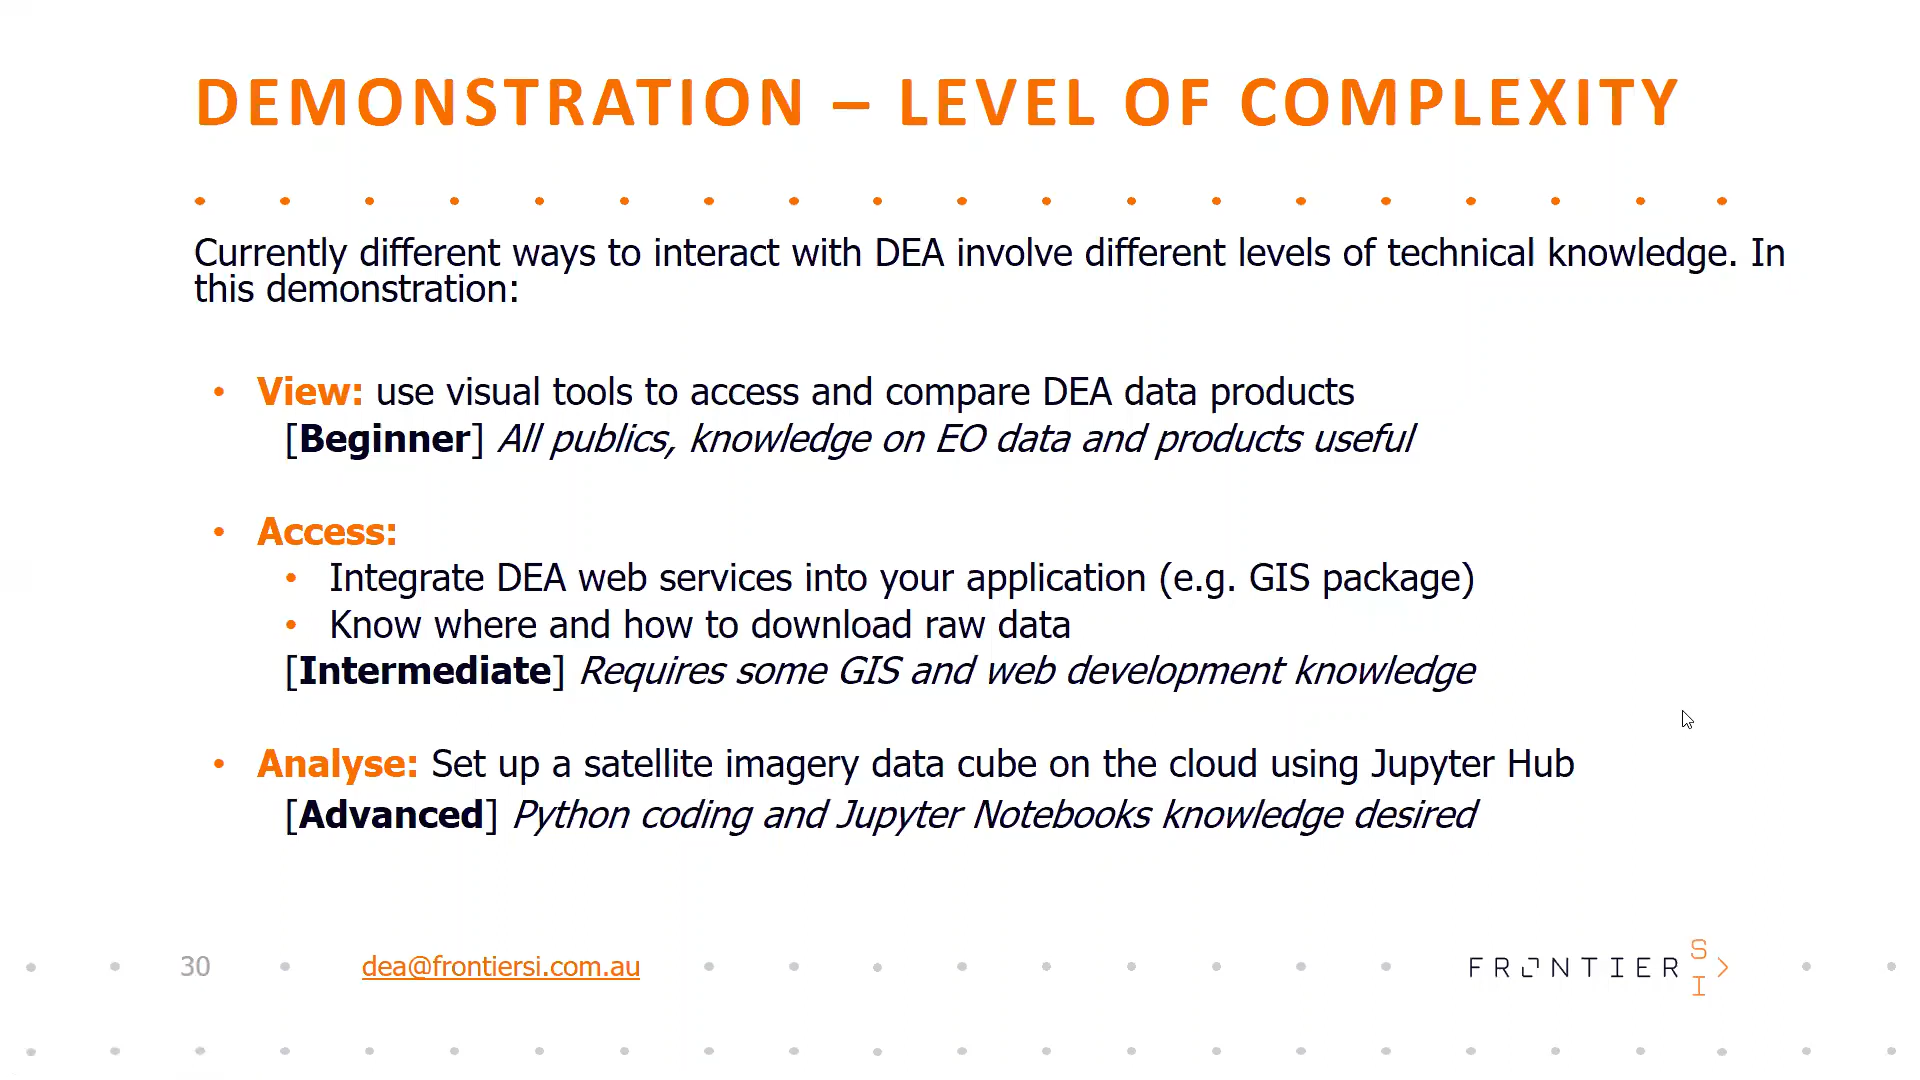 DEMONSTRATION – LEVEL OF COMPLEXITY
Currently different ways to interact with DEA involve different levels of technical knowledge. In
this demonstration:
• View: use visual tools to access and compare DEA data products
[Beginner] All publics, knowledge on EO data and products useful
• Access:
• Integrate DEA web services into your application (e.g. GIS package)
• Know where and how to download raw data
[Intermediate] Requires some GIS and web development knowledge
• Analyse: Set up a satellite imagery data cube on the cloud using Jupyter Hub
[Advanced] Python coding and Jupyter Notebooks knowledge desired
30
dea@frontiersi.com.au
FRONTIER SI >